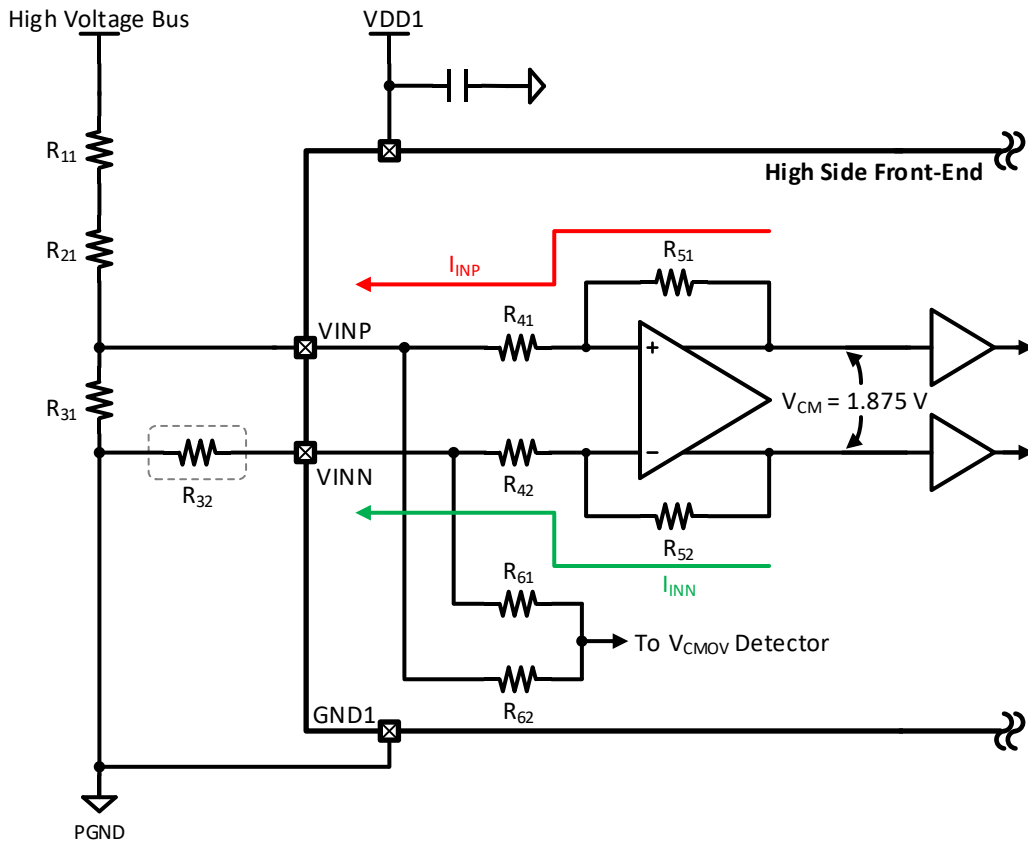 High Voltage Bus
VDD1
R11
High Side Front-End
R21
IINP
R51
VINP
R41
+
R31
VCM = 1.875 V
VINN
−
R32
R42
R52
IINN
R61
To VCMOV Detector
R62
GND1
PGND